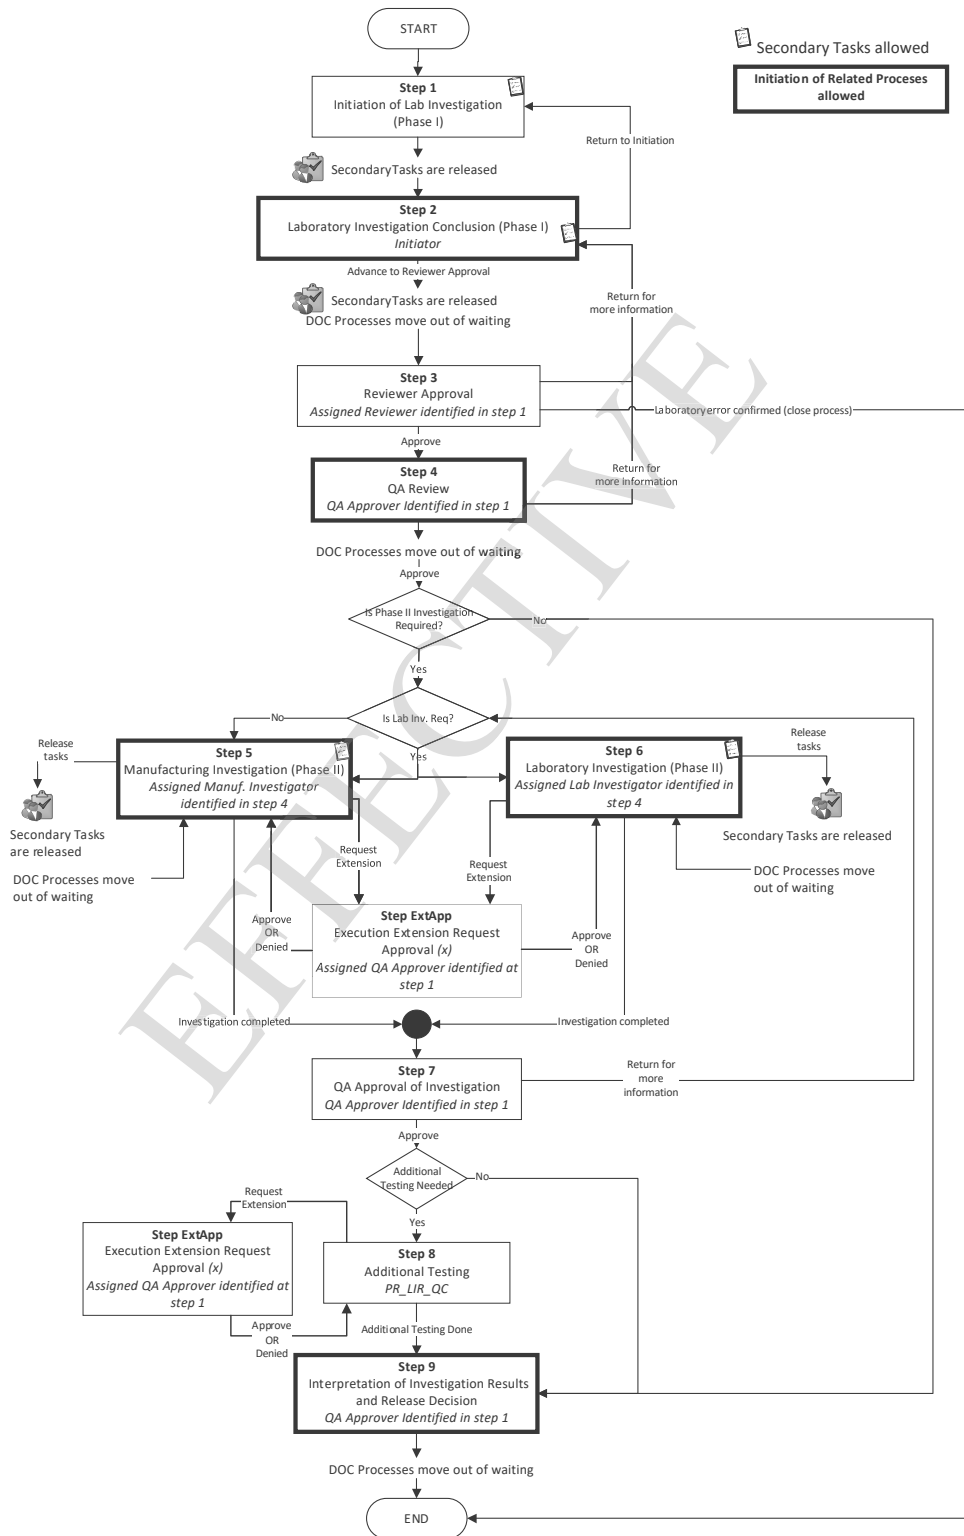 START
Secondary Tasks allowed
Initiation of Related Proceses
allowed
Step 1
Initiation of Lab Investigation
(Phase I)
Return to Initiation
SecondaryTasks are released
Step 2
Laboratory Investigation Conclusion (Phase I)
Initiator
Advance to Reviewer Approval
SecondaryTasks are released
DOC Processes move out of waiting
Return for
more information
Step 3
Reviewer Approval
Assigned Reviewer identified in step 1
Laboratory error confirmed (close process)
Approve
Step 4
QA Review
QA Approver Identified in step 1
Return for
more information
DOC Processes move out of waiting
Approve
Is Phase II Investigation
Required?
No
Yes
Is Lab Inv. Req?
No
Yes
Release
tasks
Step 5
Manufacturing Investigation (Phase II)
Assigned Manuf. Investigator
identified in step 4
Step 6
Laboratory Investigation (Phase II)
Assigned Lab Investigator identified in
step 4
Release
tasks
Secondary Tasks
are released
Secondary Tasks are released
DOC Processes move
out of waiting
DOC Processes move
out of waiting
Request
Extension
Request
Extension
Approve
OR
Denied
Step ExtApp
Execution Extension Request
Approval (x)
Assigned QA Approver identified at
step 1
Approve
OR
Denied
Investigation completed
Investigation completed
Step 7
QA Approval of Investigation
QA Approver Identified in step 1
Return for
more
information
Approve
Additional
Testing Needed
No
Yes
Request
Extension
Step ExtApp
Execution Extension Request
Approval (x)
Assigned QA Approver identified at
step 1
Step 8
Additional Testing
PR_LIR_QC
Approve
OR
Denied
Additional Testing Done
Step 9
Interpretation of Investigation Results
and Release Decision
QA Approver Identified in step 1
DOC Processes move out of waiting
END
EFFECTIVE